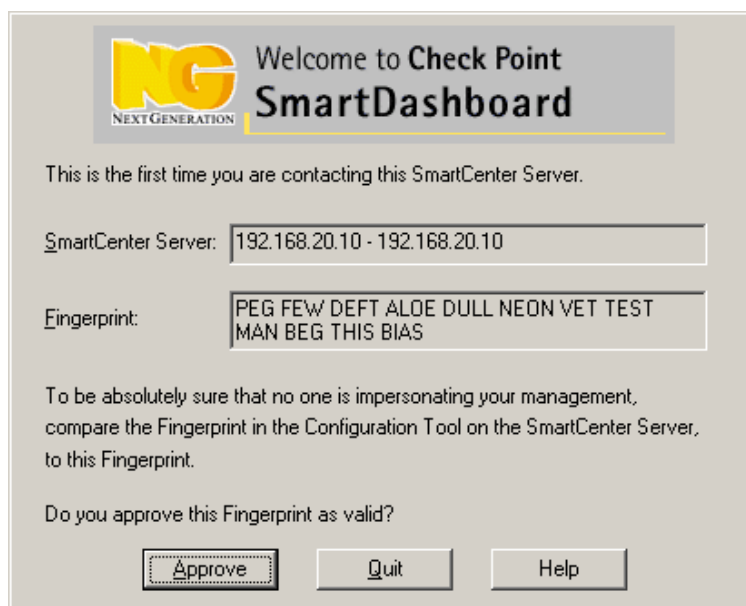 NG
NEXT GENERATION
Welcome to Check Point
SmartDashboard
This is the first time you are contacting this SmartCenter Server.
SmartCenter Server: 192.168.20.10 - 192.168.20.10
Fingerprint: PEG FEW DEFT ALOE DULL NEON VET TEST
MAN BEG THIS BIAS
To be absolutely sure that no one is impersonating your management,
compare the Fingerprint in the Configuration Tool on the SmartCenter Server,
to this Fingerprint.
Do you approve this Fingerprint as valid?
Approve Quit Help